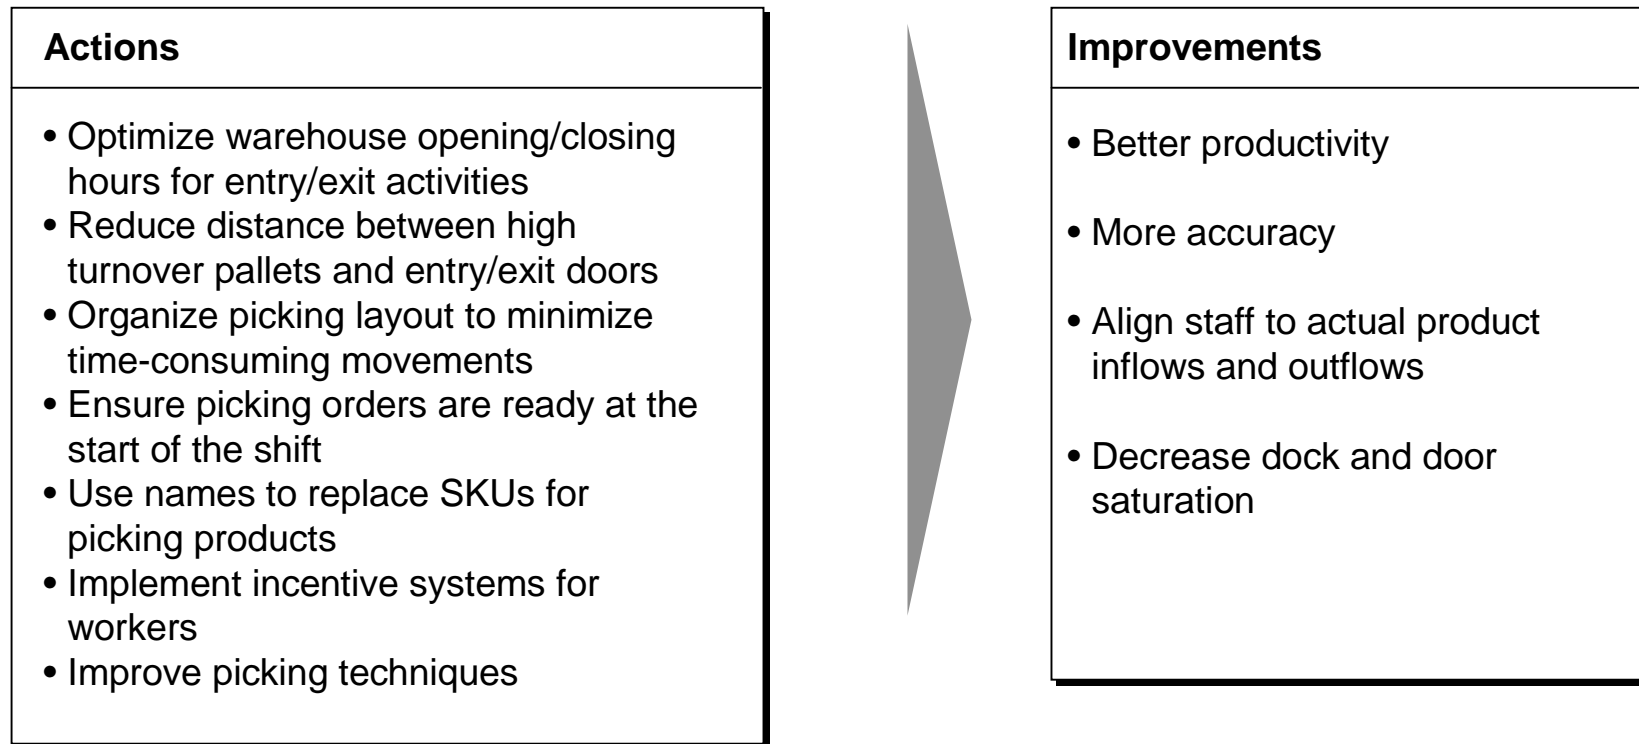 Actions
• Optimize warehouse opening/closing
hours for entry/exit activities
• Reduce distance between high
turnover pallets and entry/exit doors
• Organize picking layout to minimize
time-consuming movements
• Ensure picking orders are ready at the
start of the shift
• Use names to replace SKUs for
picking products
• Implement incentive systems for
workers
• Improve picking techniques
Improvements
• Better productivity
• More accuracy
• Align staff to actual product
inflows and outflows
• Decrease dock and door
saturation